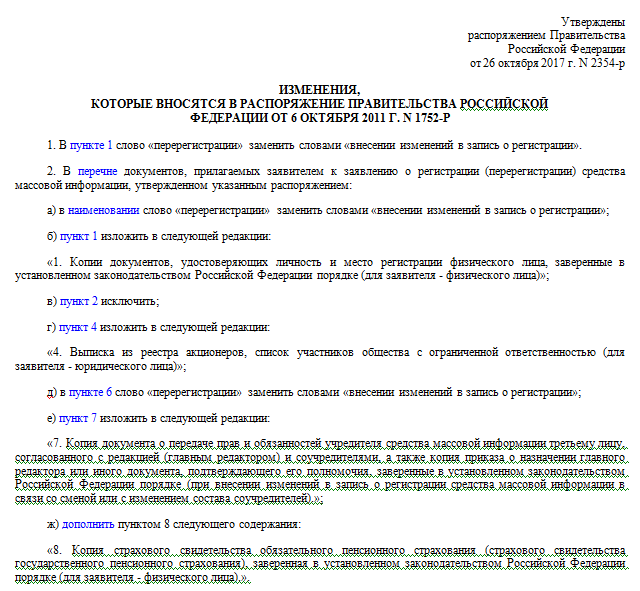 Утверждены
распоряжением Правительства
Российской Федерации
от 26 октября 2017 г. N 2354-р
ИЗМЕНЕНИЯ,
КОТОРЫЕ ВНОСЯТСЯ В РАСПОРЯЖЕНИЕ ПРАВИТЕЛЬСТВА РОССИЙСКОЙ
ФЕДЕРАЦИИ ОТ 6 ОКТЯБРЯ 2011 Г. N 1752-Р
1. В пункте 1 слово «перерегистрации» заменить словами «внесении изменений в запись о регистрации».
2. В перечне документов, прилагаемых заявителем к заявлению о регистрации (перерегистрации) средства
массовой информации, утвержденном указанным распоряжением:
а) в наименовании слово «перерегистрации» заменить словами «внесении изменений в запись о регистрации»;
б) пункт 1 изложить в следующей редакции:
«1. Копии документов, удостоверяющих личность и место регистрации физического лица, заверенные в
установленном законодательством Российской Федерации порядке (для заявителя - физического лица)»;
в) пункт 2 исключить;
г) пункт 4 изложить в следующей редакции:
«4. Выписка из реестра акционеров, список участников общества с ограниченной ответственностью (для
заявителя - юридического лица)»;
д) в пункте 6 слово «перерегистрации» заменить словами «внесении изменений в запись о регистрации»;
е) пункт 7 изложить в следующей редакции:
«7. Копия документа о передаче прав и обязанностей учредителя средства массовой информации третьему лицу,
согласованного с редакцией (главным редактором) и соучредителями, а также копия приказа о назначении главного
редактора или иного документа, подтверждающего его полномочия, заверенные в установленном законодательством
Российской Федерации порядке (при внесении изменений в запись о регистрации средства массовой информации в
связи со сменой или с изменением состава соучредителей).»;
ж) дополнить пунктом 8 следующего содержания:
«8. Копия страхового свидетельства обязательного пенсионного страхования (страхового свидетельства
государственного пенсионного страхования), заверенная в установленном законодательством Российской Федерации
порядке (для заявителя - физического лица).».